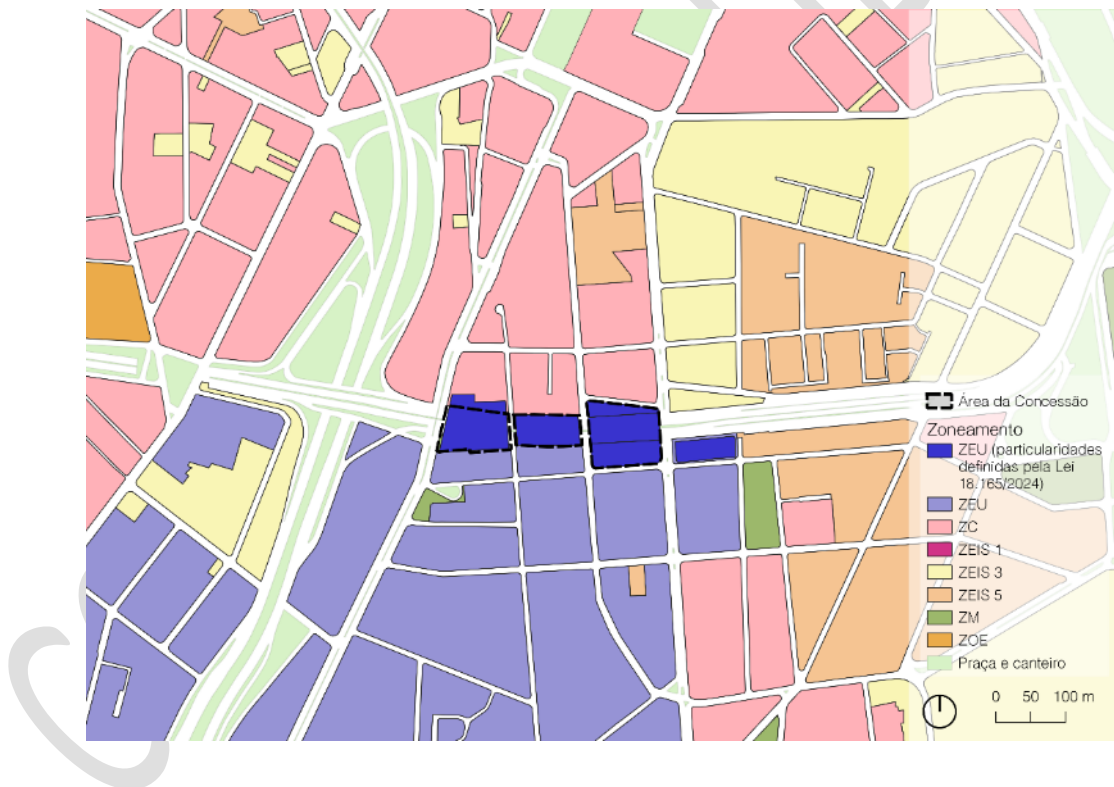 Área da Concessão
Zoneamento
ZEU (particularidades
definidas pela Lei
18.165/2024)
ZEU
ZC
ZEIS 1
ZEIS 3
ZEIS 5
ZM
ZOE
Praça e canteiro
0 50 100 m